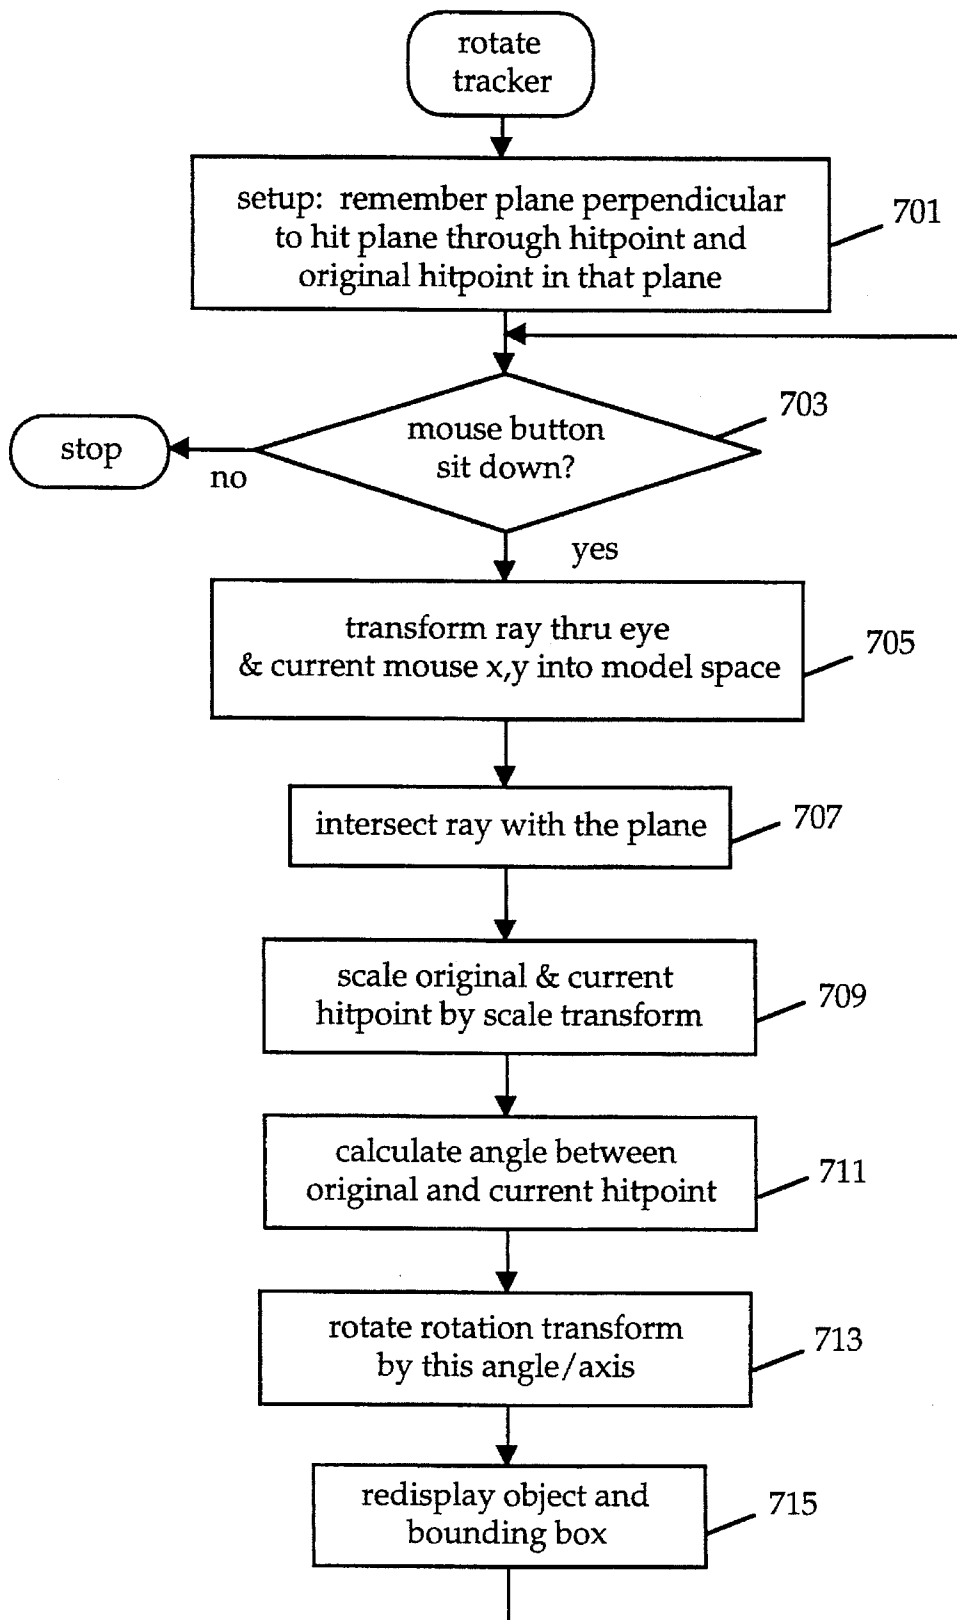 rotate
tracker
setup: remember plane perpendicular
to hit plane through hitpoint and
original hitpoint in that plane
701
703
mouse button
sit down?
stop
no
yes
transform ray thru eye
& current mouse x,y into model space
705
intersect ray with the plane
707
scale original & current
hitpoint by scale transform
709
calculate angle between
original and current hitpoint
711
rotate rotation transform
by this angle/axis
713
redisplay object and
bounding box
715